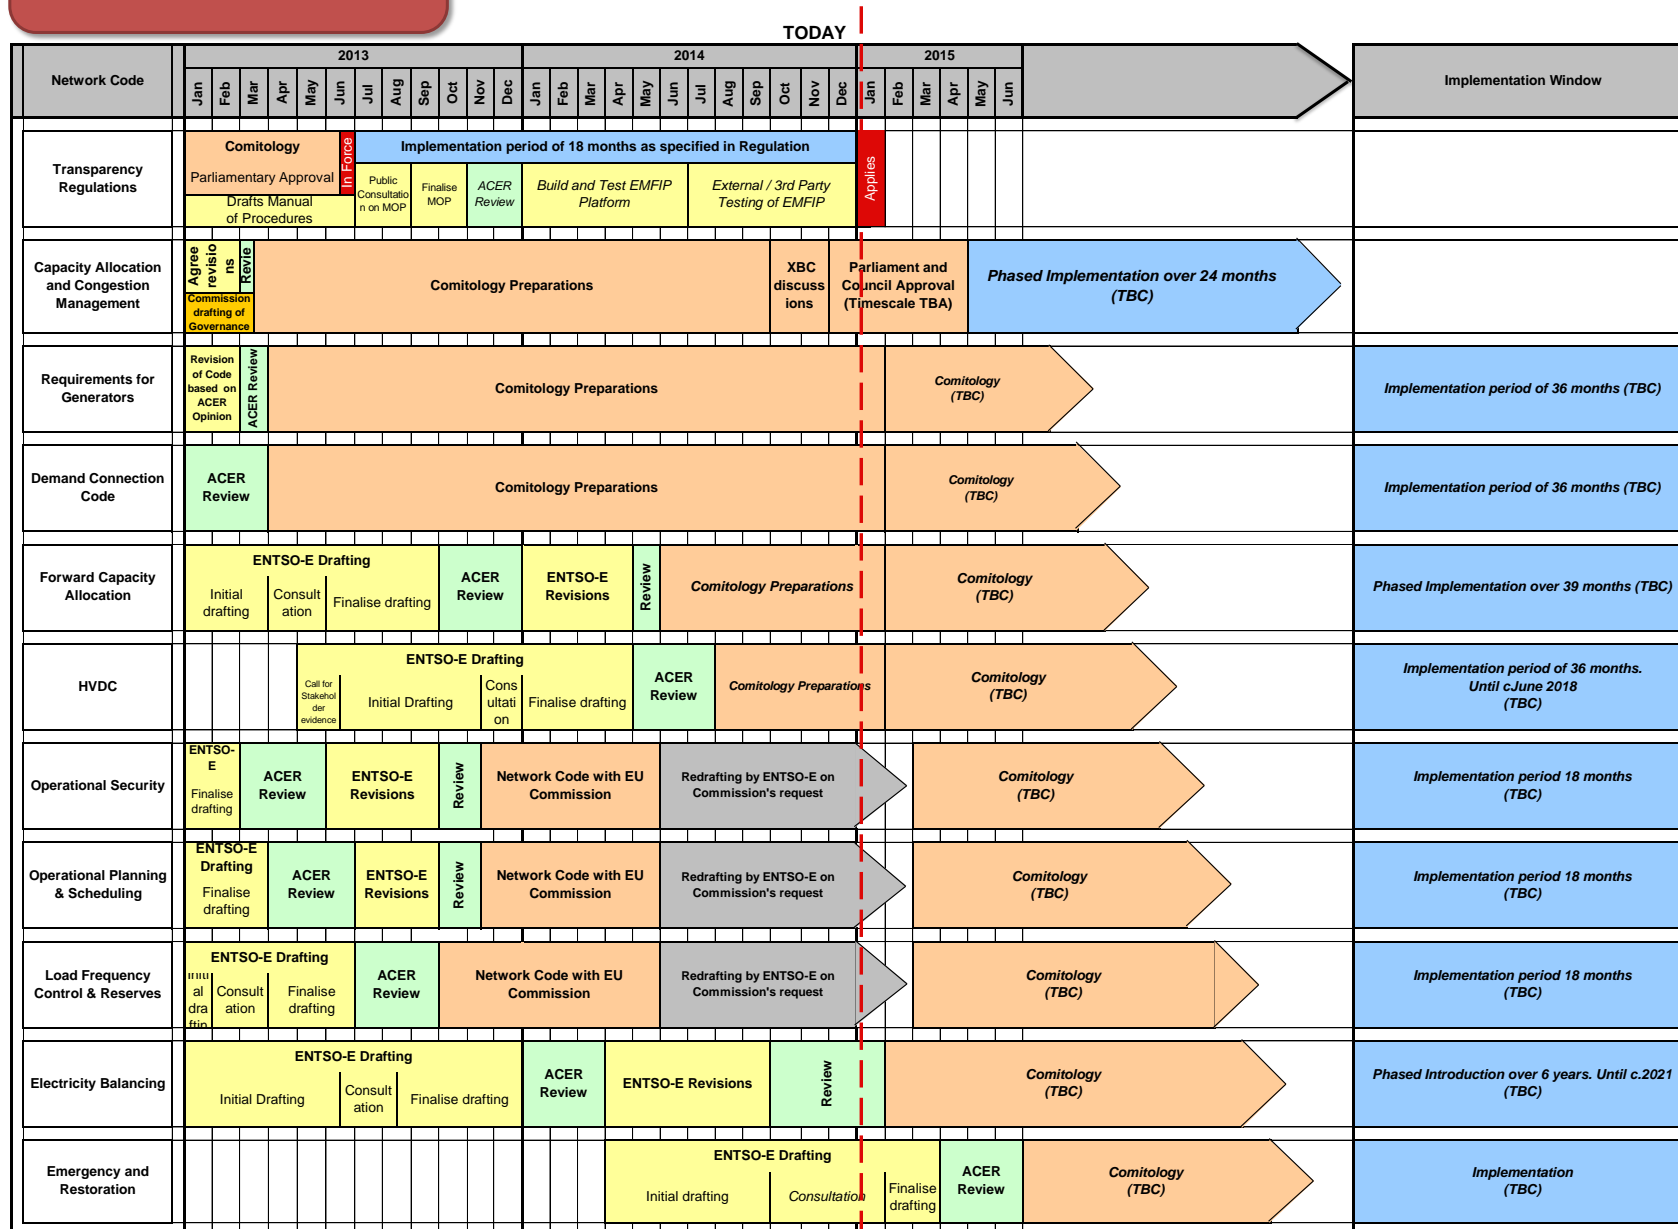 TODAY
Network Code
2013
2014
2015
Implementation Window
Jan
Feb
Mar
Apr
May
Jun
Jul
Aug
Sep
Oct
Nov
Dec
Jan
Feb
Mar
Apr
May
Jun
Jul
Aug
Sep
Oct
Nov
Dec
Jan
Feb
Mar
Apr
May
Jun
Transparency
Regulations
Comitology
Parliamentary Approval
Drafts Manual
of Procedures
In Force
Implementation period of 18 months as specified in Regulation
Public
Consultatio
n on MOP
Finalise
MOP
ACER
Review
Build and Test EMFIP
Platform
External / 3rd Party
Testing of EMFIP
Applies
Capacity Allocation
and Congestion
Management
Agree
revisio
ns
Revie
Commission
drafting of
Governance
Comitology Preparations
XBC
discuss
ions
Parliament and
Council Approval
(Timescale TBA)
Phased Implementation over 24 months
(TBC)
Requirements for
Generators
Revision
of Code
based on
ACER
Opinion
ACER Review
Comitology Preparations
Comitology
(TBC)
Implementation period of 36 months (TBC)
Demand Connection
Code
ACER
Review
Comitology Preparations
Comitology
(TBC)
Implementation period of 36 months (TBC)
Forward Capacity
Allocation
ENTSO-E Drafting
Initial
drafting
Consult
ation
Finalise drafting
ACER
Review
ENTSO-E
Revisions
Review
Comitology Preparations
Comitology
(TBC)
Phased Implementation over 39 months (TBC)
HVDC
ENTSO-E Drafting
Call for
Stakehol
der
evidence
Initial Drafting
Cons
ultati
on
Finalise drafting
ACER
Review
Comitology Preparations
Comitology
(TBC)
Implementation period of 36 months.
Until cJune 2018
(TBC)
Operational Security
ENTSO-
E
Finalise
drafting
ACER
Review
ENTSO-E
Revisions
Review
Network Code with EU
Commission
Redrafting by ENTSO-E on
Commission's request
Comitology
(TBC)
Implementation period 18 months
(TBC)
Operational Planning
& Scheduling
ENTSO-E
Drafting
Finalise
drafting
ACER
Review
ENTSO-E
Revisions
Review
Network Code with EU
Commission
Redrafting by ENTSO-E on
Commission's request
Comitology
(TBC)
Implementation period 18 months
(TBC)
Load Frequency
Control & Reserves
ENTSO-E Drafting
Initi
al
dra
ftin
Consult
ation
Finalise
drafting
ACER
Review
Network Code with EU
Commission
Redrafting by ENTSO-E on
Commission's request
Comitology
(TBC)
Implementation period 18 months
(TBC)
Electricity Balancing
ENTSO-E Drafting
Initial Drafting
Consult
ation
Finalise drafting
ACER
Review
ENTSO-E Revisions
Review
Comitology
(TBC)
Phased Introduction over 6 years. Until c.2021
(TBC)
Emergency and
Restoration
ENTSO-E Drafting
Initial drafting
Consultation
Finalise
drafting
ACER
Review
Comitology
(TBC)
Implementation
(TBC)